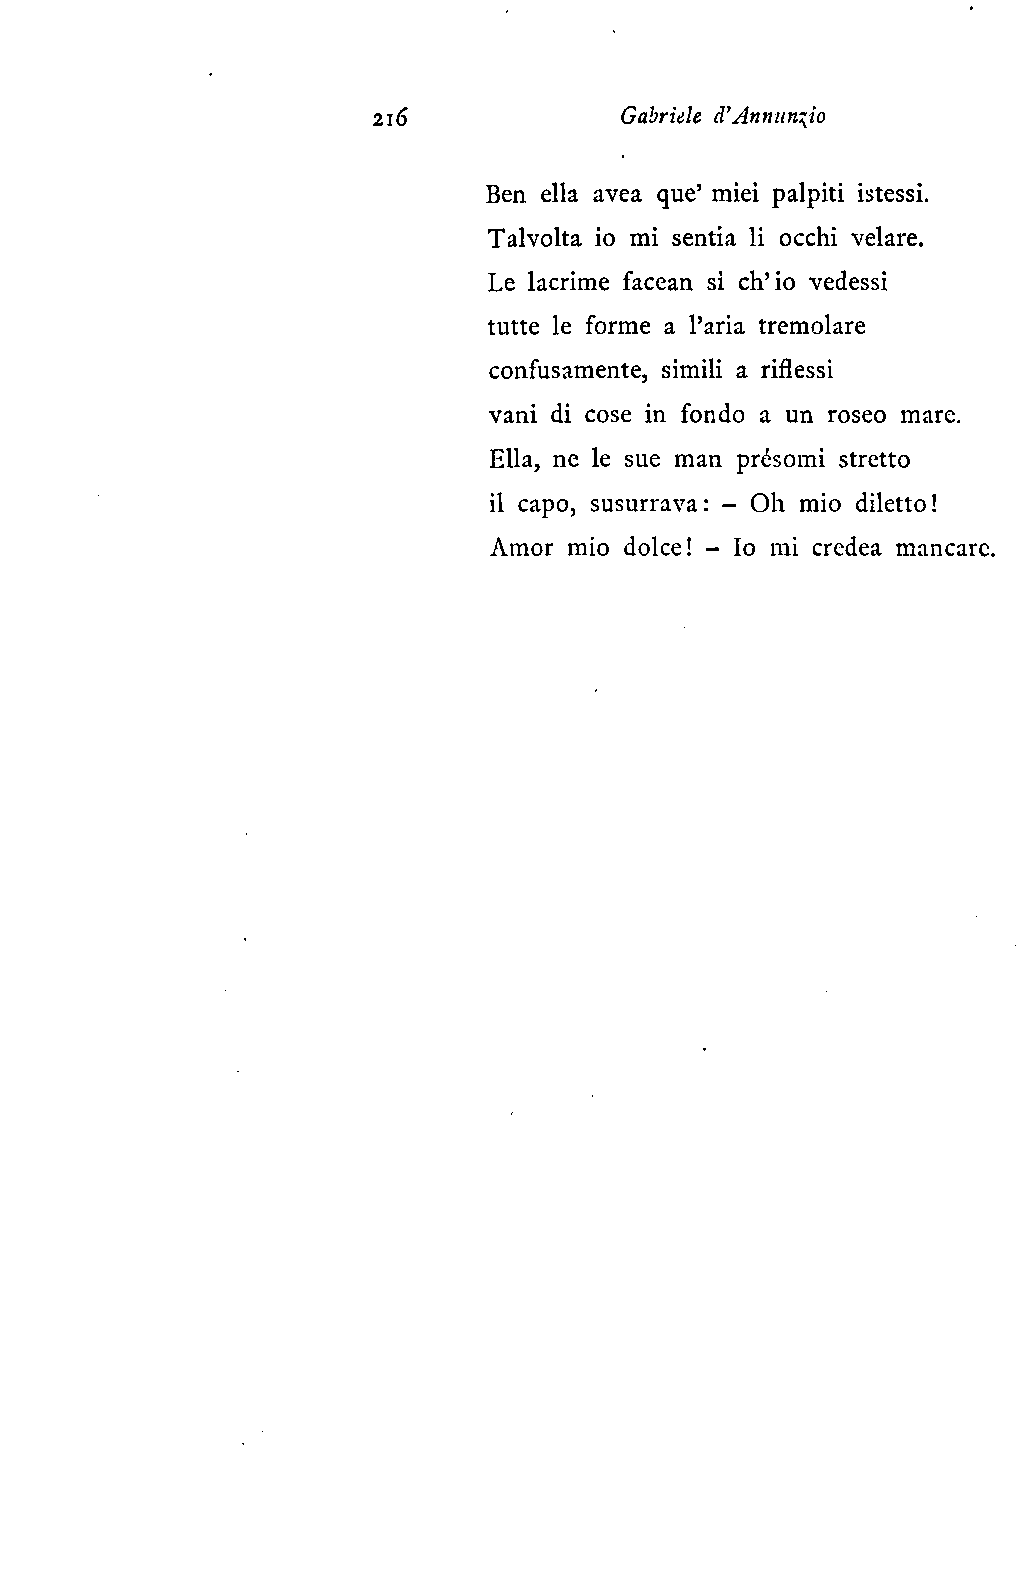 216 Gabriele d'Annunzio
Ben ella avea que' miei palpiti istessi.
Talvolta io mi sentia li occhi velare.
Le lacrime facean sì ch'io vedessi
tutte le forme a l'aria tremolare
confusamente, simili a riflessi
vani di cose in fondo a un roseo mare.
Ella, ne le sue man présomi stretto
il capo, susurrava: – Oh mio diletto!
Amor mio dolce! – Io mi credea mancare.